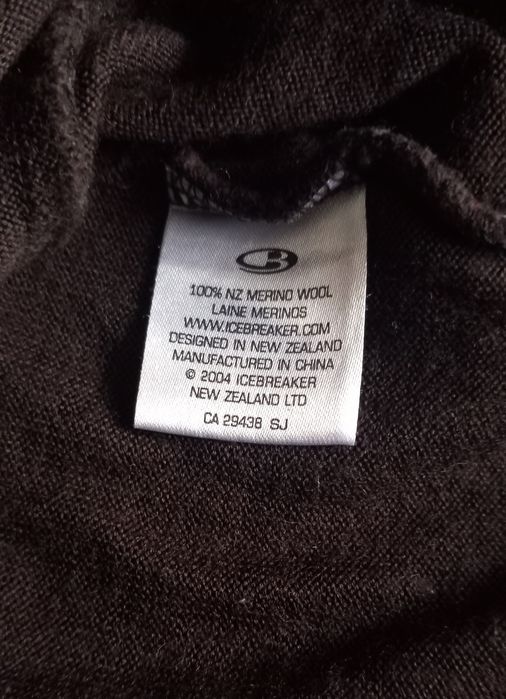 100% NZ MERINO WOOL
LAINE MERINOS
WWW.ICEBREAKER.COM
DESIGNED IN NEW ZEALAND
MANUFACTURED IN CHINA
© 2004 ICEBREAKER
NEW ZEALAND LTD
CA 29438 SJ